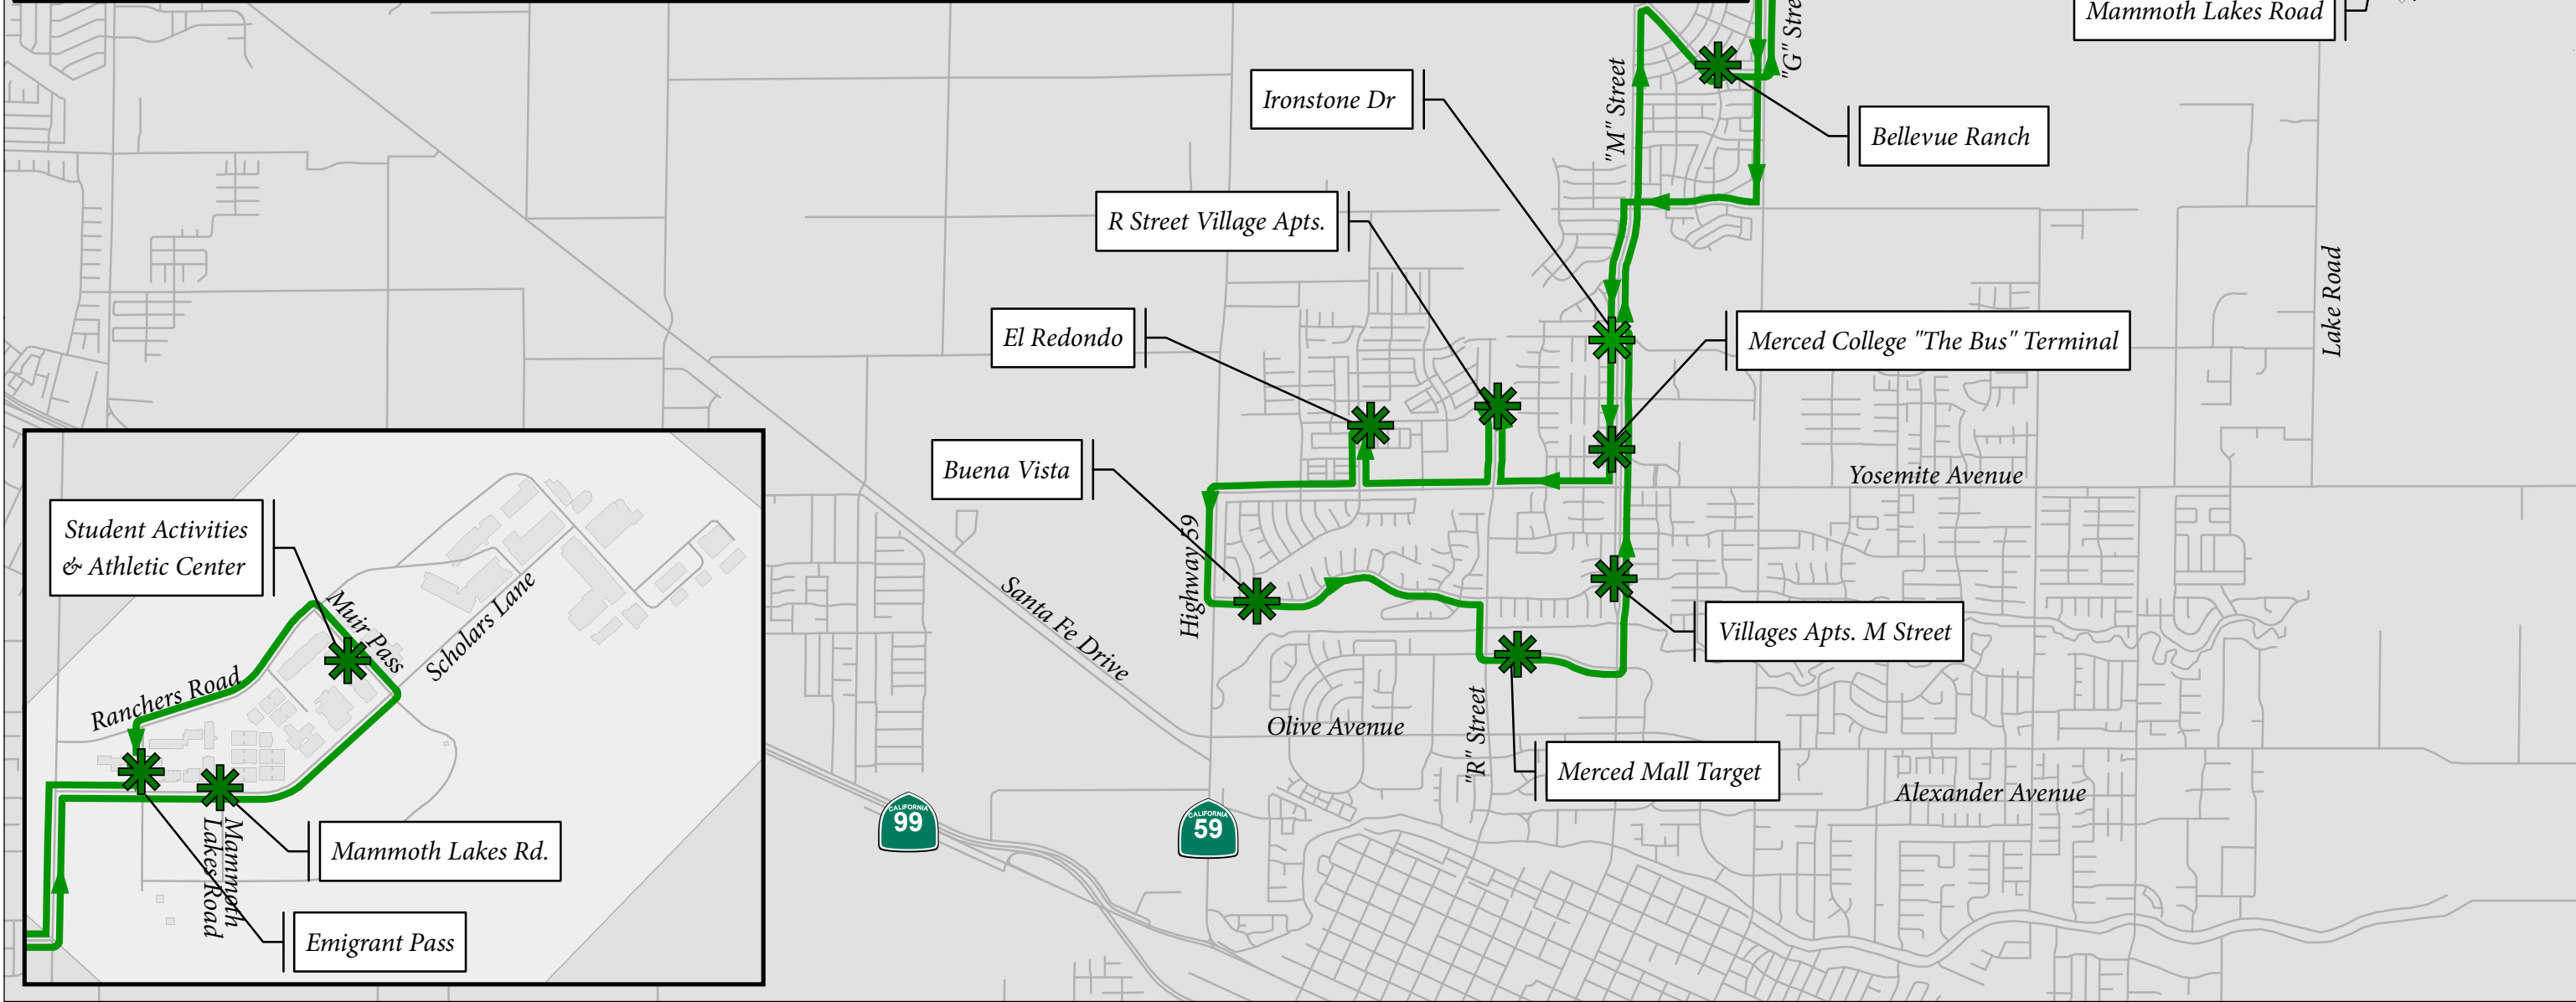 Mammoth Lakes Road
"G" Stre
Ironstone Dr
"M" Street
Bellevue Ranch
R Street Village Apts.
El Redondo
Merced College "The Bus" Terminal
Lake Road
Buena Vista
Yosemite Avenue
Highway 59
Santa Fe Drive
Villages Apts. M Street
Olive Avenue
"R" Street
Merced Mall Target
Alexander Avenue
CALIFORNIA
99
CALIFORNIA
59
Student Activities
& Athletic Center
Muir Pass
Scholars Lane
Ranchers Road
Mammoth
Lakes Road
Mammoth Lakes Rd.
Emigrant Pass